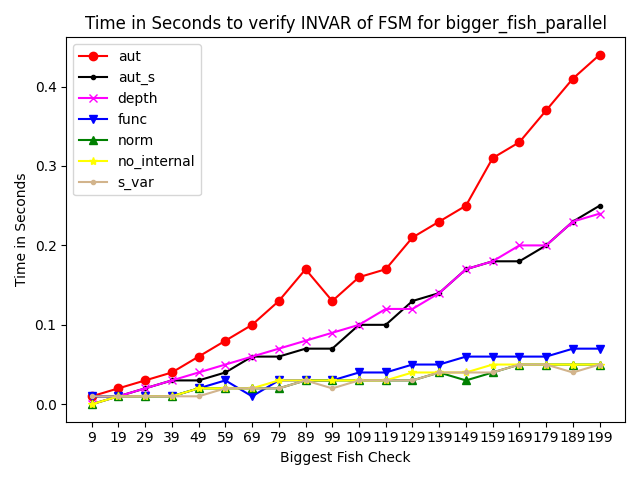 Time in Seconds to verify INVAR of FSM for bigger_fish_parallel
aut
aut_s
depth
func
norm
no_internal
s_var
Time in Seconds
0.4
0.3
0.2
0.1
0.0
9 19 29 39 49 59 69 79 89 99 109 119 129 139 149 159 169 179 189 199
Biggest Fish Check